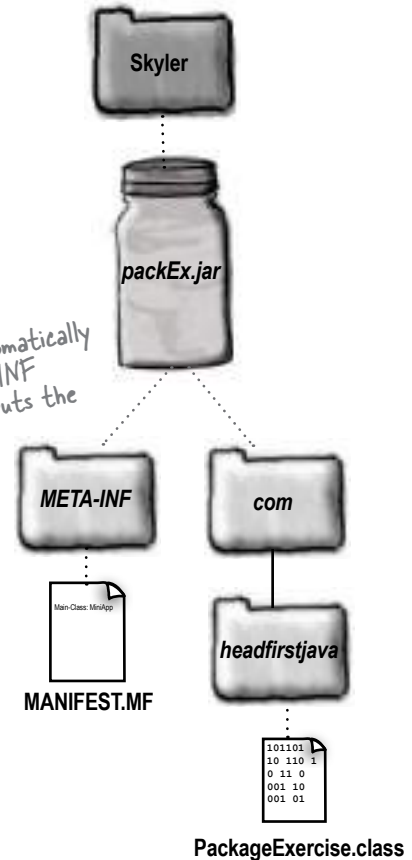 Skyler
packEx.jar
matically
INF
uts the
META-INF
com
Main-Class: MiniApp
MANIFEST.MF
headfirstjava
101101
10 110 1
0 11 0
001 10
001 01
PackageExercise.class